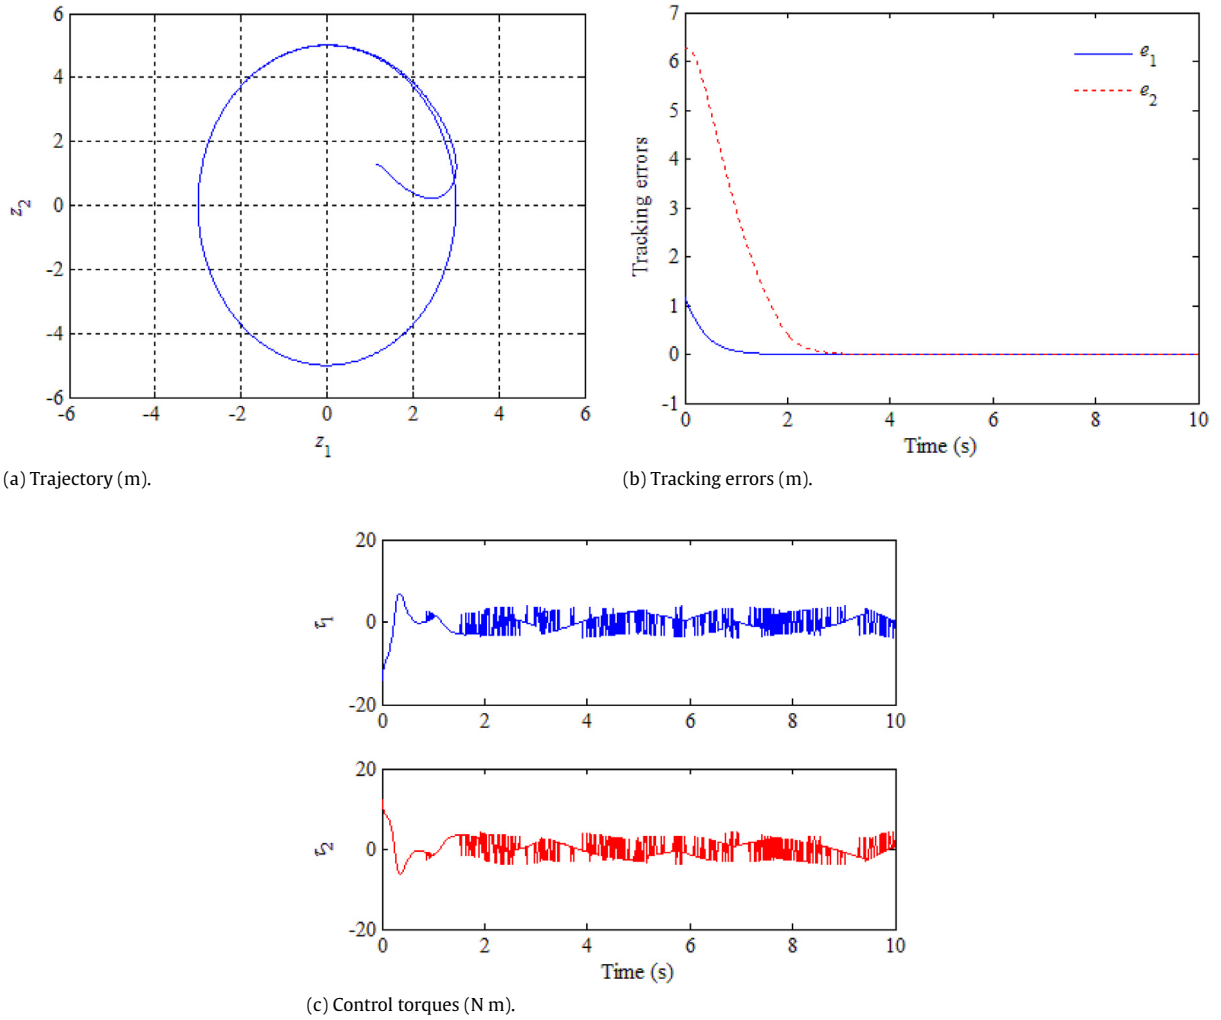 6
4
2
0
-2
-4
-6
z2
-6 -4 -2 0 2 4 6
z1
(a) Trajectory (m).
7
6
5
4
3
2
1
0
-1
Tracking errors
e1
e2
0 2 4 6 8 10
Time (s)
(b) Tracking errors (m).
20
0
-20
τ1
0 2 4 6 8 10
20
0
-20
τ2
0 2 4 6 8 10
Time (s)
(c) Control torques (N m).